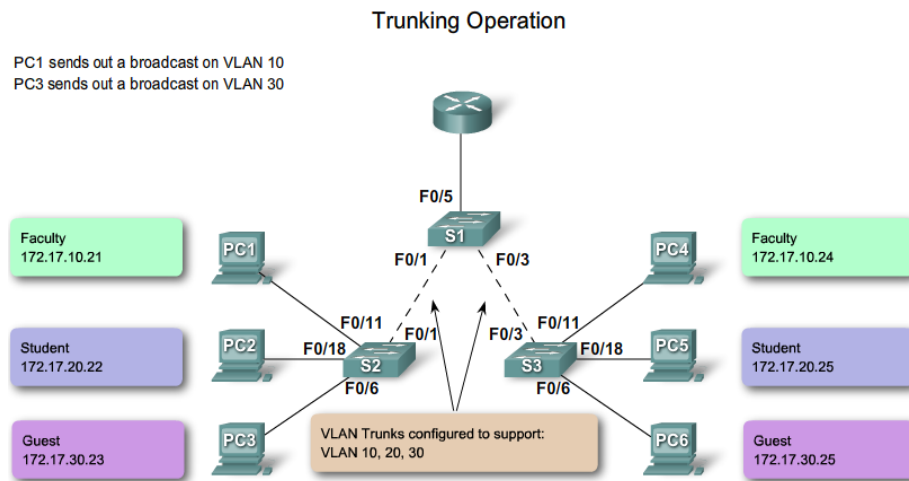 Trunking Operation
PC1 sends out a broadcast on VLAN 10
PC3 sends out a broadcast on VLAN 30
F0/5
S1
F0/1
F0/3
Faculty
172.17.10.21
PC1
PC4
Faculty
172.17.10.24
F0/11
F0/1
F0/3
F0/11
Student
172.17.20.22
PC2
F0/18
S2
S3
F0/18
PC5
Student
172.17.20.25
F0/6
F0/6
Guest
172.17.30.23
PC3
VLAN Trunks configured to support:
VLAN 10, 20, 30
PC6
Guest
172.17.30.25